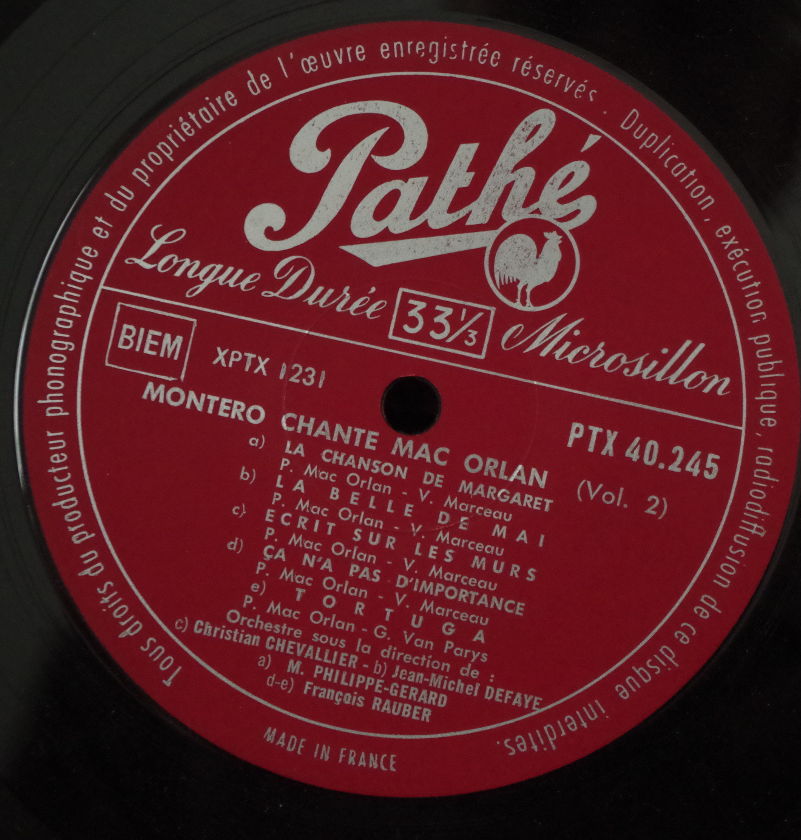 Tous droits du producteur phonographique et du propriétaire de l'œuvre enregistrée réservés. Duplication, exécution publique, radiodiffusion de ce disque interdites.
Pathé
Longue Durée 33 1/3 Microsillon
BIEM
XPTX 1231
PTX 40.245
MONTERO CHANTE MAC ORLAN
(Vol. 2)
a) LA CHANSON DE MARGARET
P. Mac Orlan - V. Marceau
b) LA BELLE DE MAI
P. Mac Orlan - V. Marceau
c) ECRIT SUR LES MURS
P. Mac Orlan - V. Marceau
d) ÇA N'A PAS D'IMPORTANCE
P. Mac Orlan - V. Marceau
e) TORTUGA
P. Mac Orlan - G. Van Parys
Orchestre sous la direction de :
c) Christian CHEVALLIER - b) Jean-Michel DEFAYE
a) M. PHILIPPE-GERARD
d-e) François RAUBER
MADE IN FRANCE